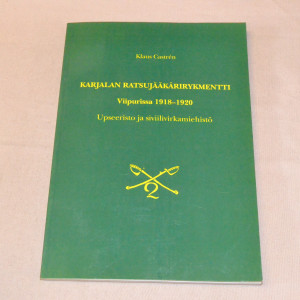 Klaus Castrén
KARJALAN RATSUJÄÄKÄRIRYKMENTTI
Viipurissa 1918–1920
Upseeristo ja siviilivirkamiehistö
2